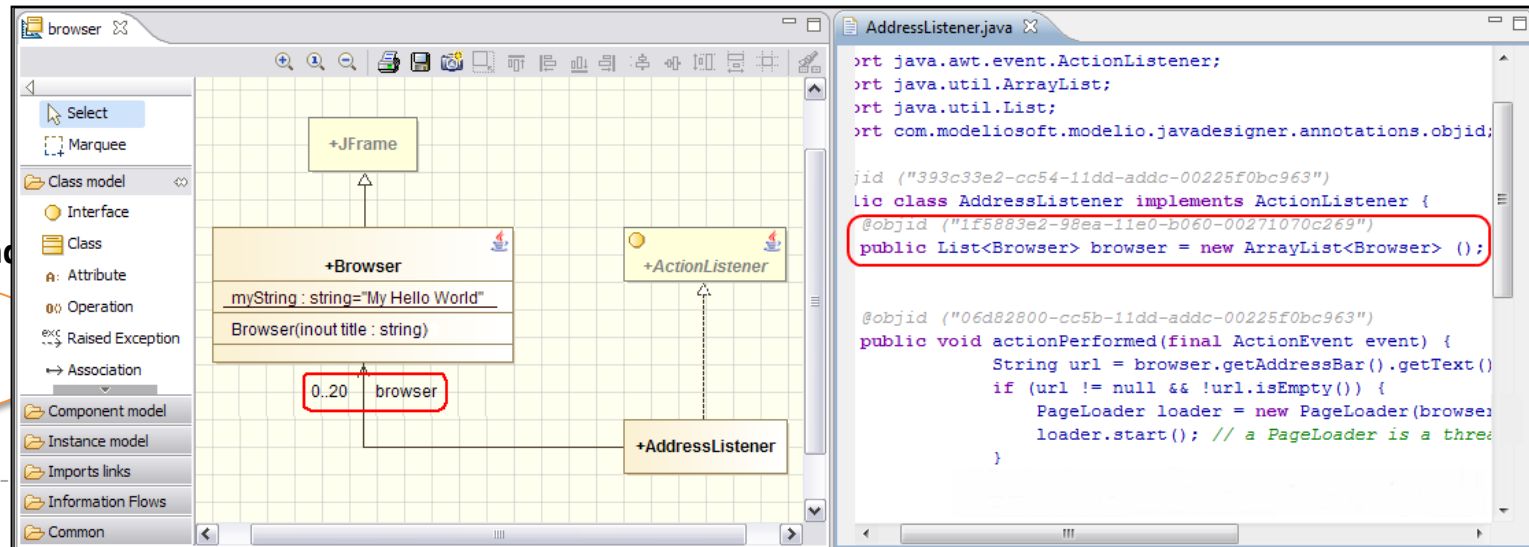 browser
Select
Marquee
Class model
Interface
Class
Attribute
Operation
Raised Exception
Association
Component model
Instance model
Imports links
Information Flows
Common
+JFrame
+Browser
myString : string="My Hello World"
Browser(inout title : string)
0..20 browser
+ActionListener
+AddressListener
AddressListener.java
ort java.awt.event.ActionListener;
ort java.util.ArrayList;
ort java.util.List;
ort com.modeliosoft.modelio.javadesigner.annotations.objid;
jid ("393c33e2-cc54-11dd-addc-00225f0bc963")
lic class AddressListener implements ActionListener {
@objid ("1f5883e2-98ea-11e0-b060-00271070c269")
public List<Browser> browser = new ArrayList<Browser> ();
@objid ("06d82800-cc5b-11dd-addc-00225f0bc963")
public void actionPerformed(final ActionEvent event) {
String url = browser.getAddressBar().getText()
if (url != null && !url.isEmpty()) {
PageLoader loader = new PageLoader(browser
loader.start(); // a PageLoader is a threa
}